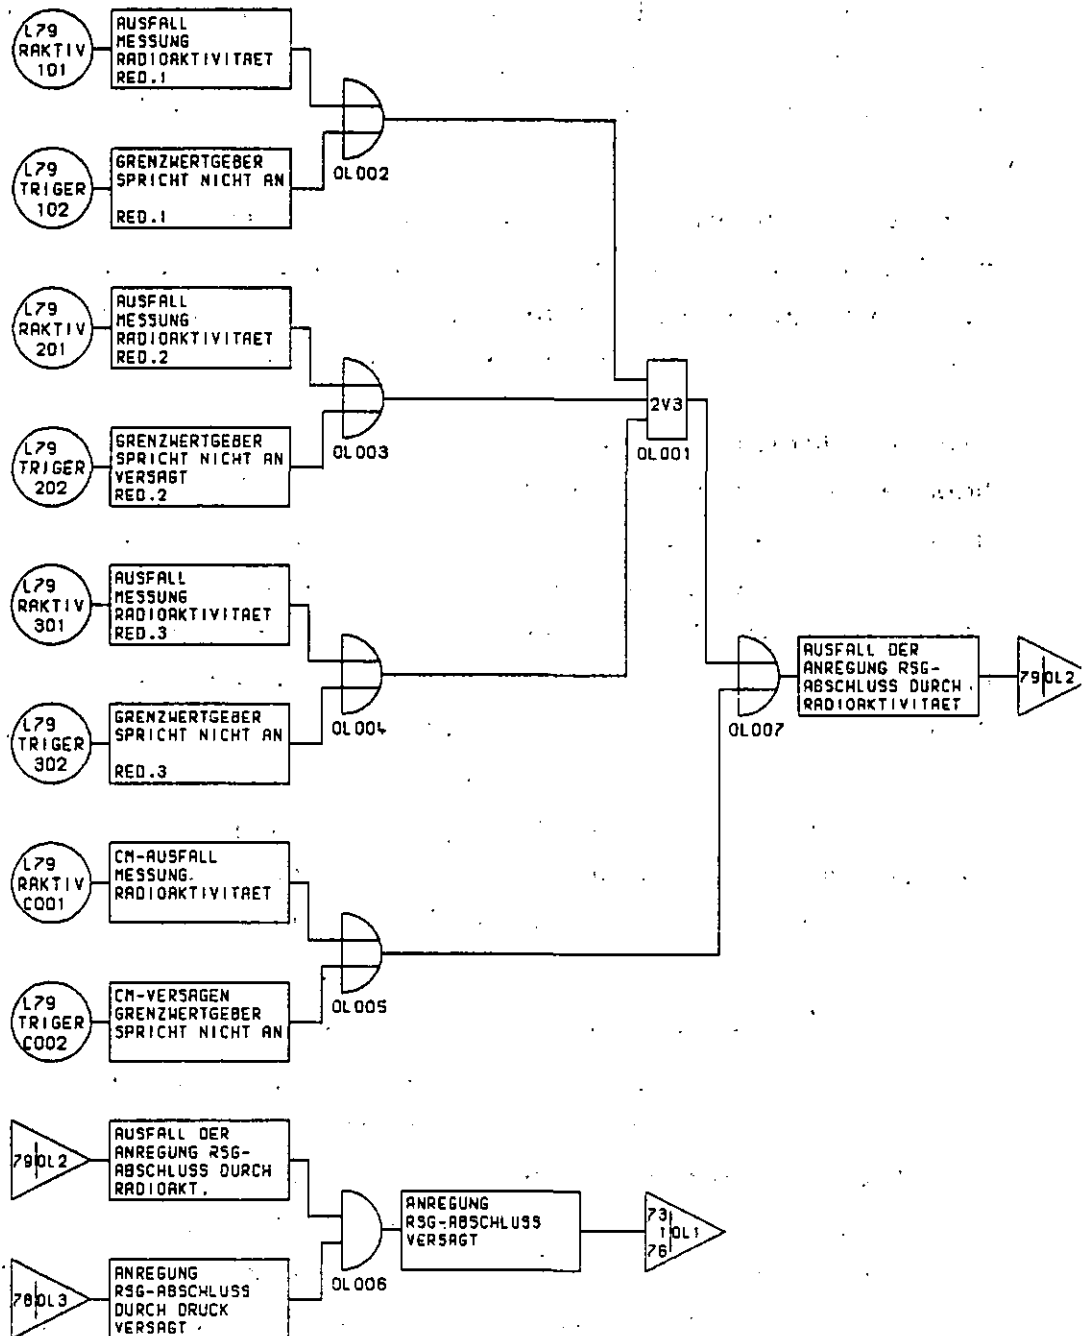 L79
RAKTIV
101
AUSFALL
MESSUNG
RADIOAKTIVITAET
RED.1
OL002
L79
TRIGER
102
GRENZWERTGEBER
SPRICHT NICHT AN
RED.1
L79
RAKTIV
201
AUSFALL
MESSUNG
RADIOAKTIVITAET
RED.2
OL003
L79
TRIGER
202
GRENZWERTGEBER
SPRICHT NICHT AN
VERSAGT
RED.2
2V3
OL001
L79
RAKTIV
301
AUSFALL
MESSUNG
RADIOAKTIVITAET
RED.3
OL004
L79
TRIGER
302
GRENZWERTGEBER
SPRICHT NICHT AN
RED.3
OL007
AUSFALL DER
ANREGUNG RSG-
ABSCHLUSS DURCH
RADIOAKTIVITAET
79 OL2
L79
RAKTIV
C001
CM-AUSFALL
MESSUNG
RADIOAKTIVITAET
OL005
L79
TRIGER
C002
CM-VERSAGEN
GRENZWERTGEBER
SPRICHT NICHT AN
79 OL2
AUSFALL DER
ANREGUNG RSG-
ABSCHLUSS DURCH
RADIOAKT.
OL006
ANREGUNG
RSG-ABSCHLUSS
VERSAGT
73
1 OL1
76
78 OL3
ANREGUNG
RSG-ABSCHLUSS
DURCH DRUCK
VERSAGT